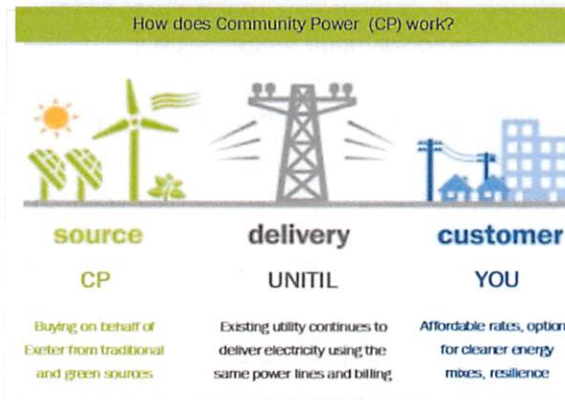 How does Community Power (CP) work?
source
CP
Buying on behalf of
Exeter from traditional
and green sources
delivery
UNITIL
Existing utility continues to
deliver electricity using the
same power lines and billing
customer
YOU
Affordable rates, option
for cleaner energy
mixes, resilience